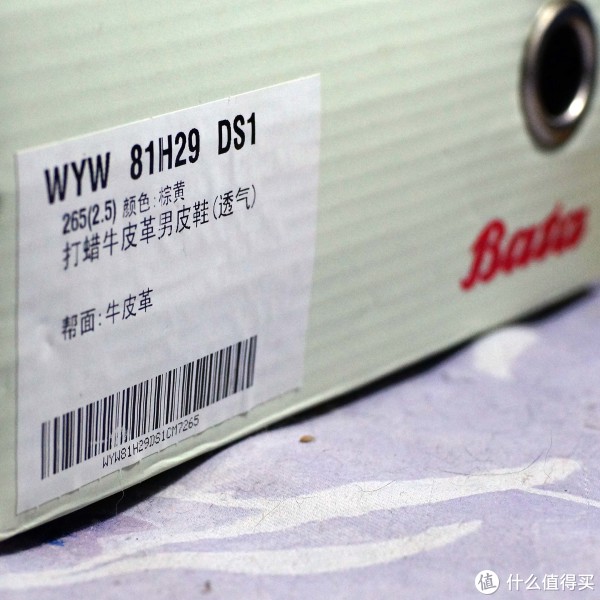 WYW 81H29 DS1
265(2.5) 颜色:棕黄
打蜡牛皮革男皮鞋(透气)
帮面:牛皮革
WYW81H29DS1CM7265
Bata
值 什么值得买